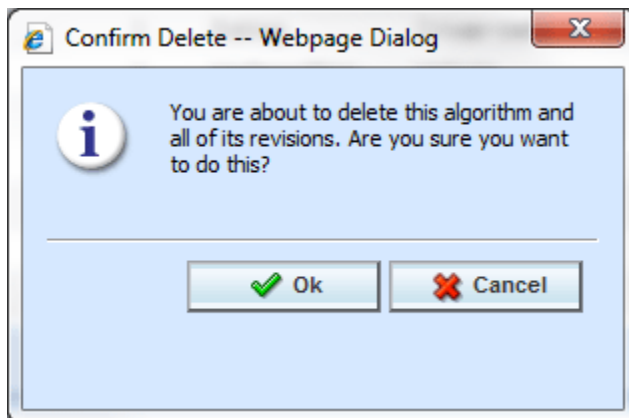 Confirm Delete -- Webpage Dialog
You are about to delete this algorithm and
all of its revisions. Are you sure you want
to do this?
Ok
Cancel